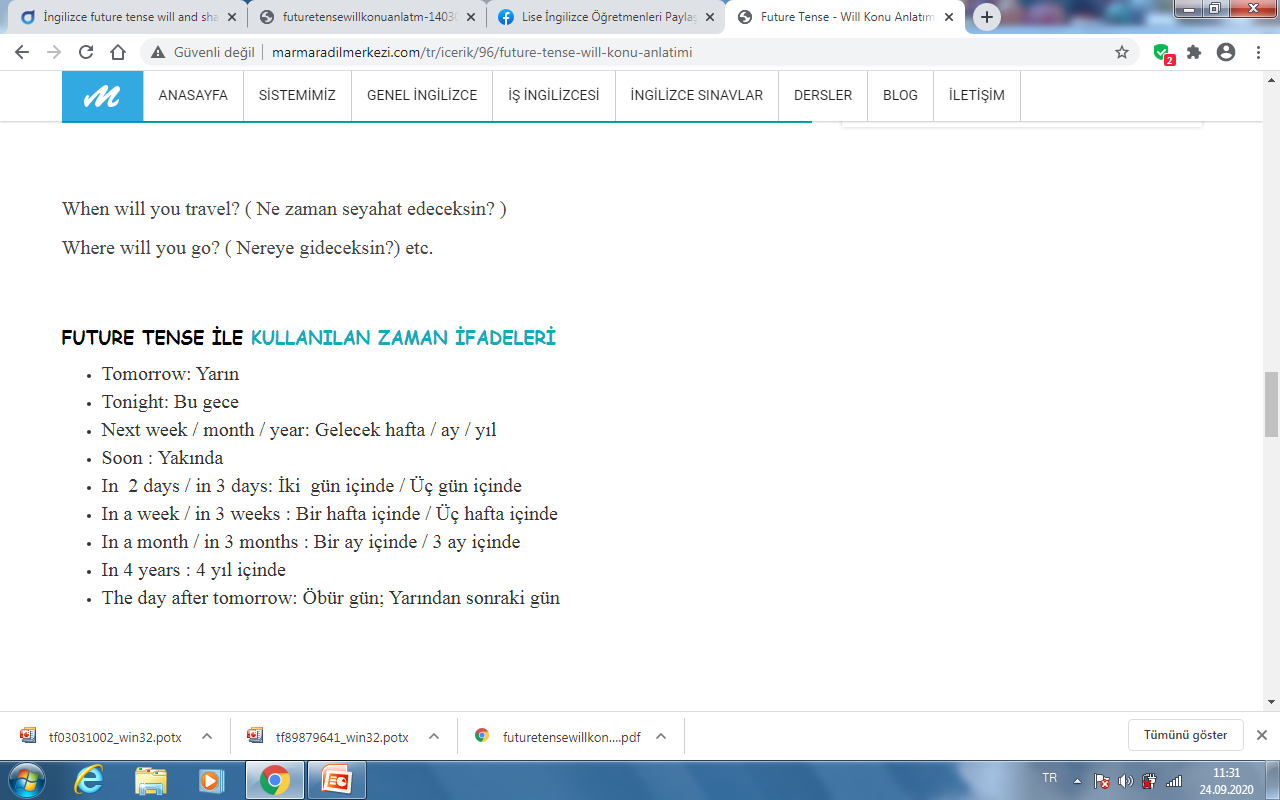 İngilizce future tense will and sha
futuretensewillkonuanlatm-1403
Lise İngilizce Öğretmenleri Paylaş
Future Tense - Will Konu Anlatım
Güvenli değil | marmaradilmerkezi.com/tr/icerik/96/future-tense-will-konu-anlatimi
2
M ANASAYFA SİSTEMİMİZ GENEL İNGİLİZCE İŞ İNGİLİZCESİ İNGİLİZCE SINAVLAR DERSLER BLOG İLETİŞİM
When will you travel? ( Ne zaman seyahat edeceksin? )
Where will you go? ( Nereye gideceksin?) etc.
FUTURE TENSE İLE KULLANILAN ZAMAN İFADELERİ
• Tomorrow: Yarın
• Tonight: Bu gece
• Next week / month / year: Gelecek hafta / ay / yıl
• Soon : Yakında
• In  2 days / in 3 days: İki  gün içinde / Üç gün içinde
• In a week / in 3 weeks : Bir hafta içinde / Üç hafta içinde
• In a month / in 3 months : Bir ay içinde / 3 ay içinde
• In 4 years : 4 yıl içinde
• The day after tomorrow: Öbür gün; Yarından sonraki gün
tf03031002_win32.potx
tf89879641_win32.potx
futuretensewillkon....pdf
Tümünü göster
TR
11:31
24.09.2020